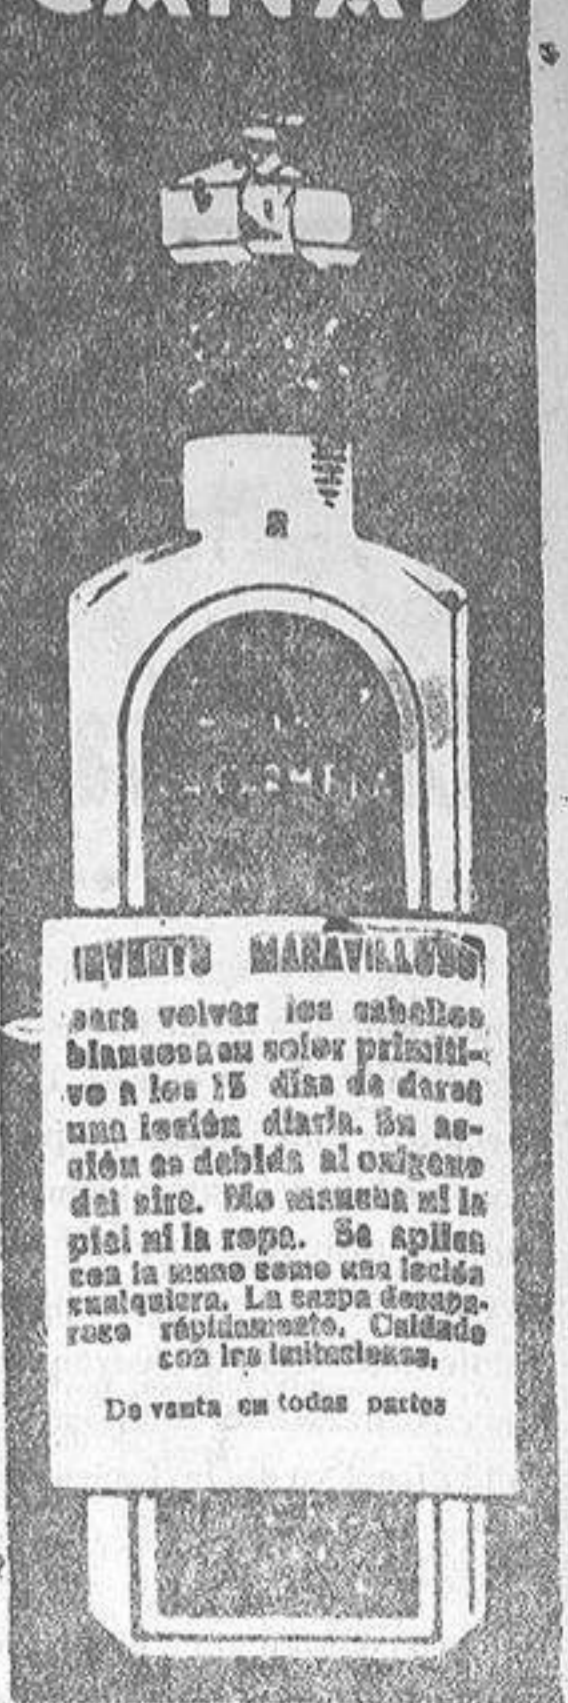 CANAS
INVENTO MARAVILLOSO
para volver los cabellos
blancos a su color primiti-
vo a los 15 días de darse
una loción diaria. Su ac-
ción es debida al oxígeno
del aire. No mancha ni la
piel ni la ropa. Se aplica
con la mano como una loción
cualquiera. La caspa desapa-
rece rápidamente. Cuidado
con las imitaciones.
De venta en todas partes